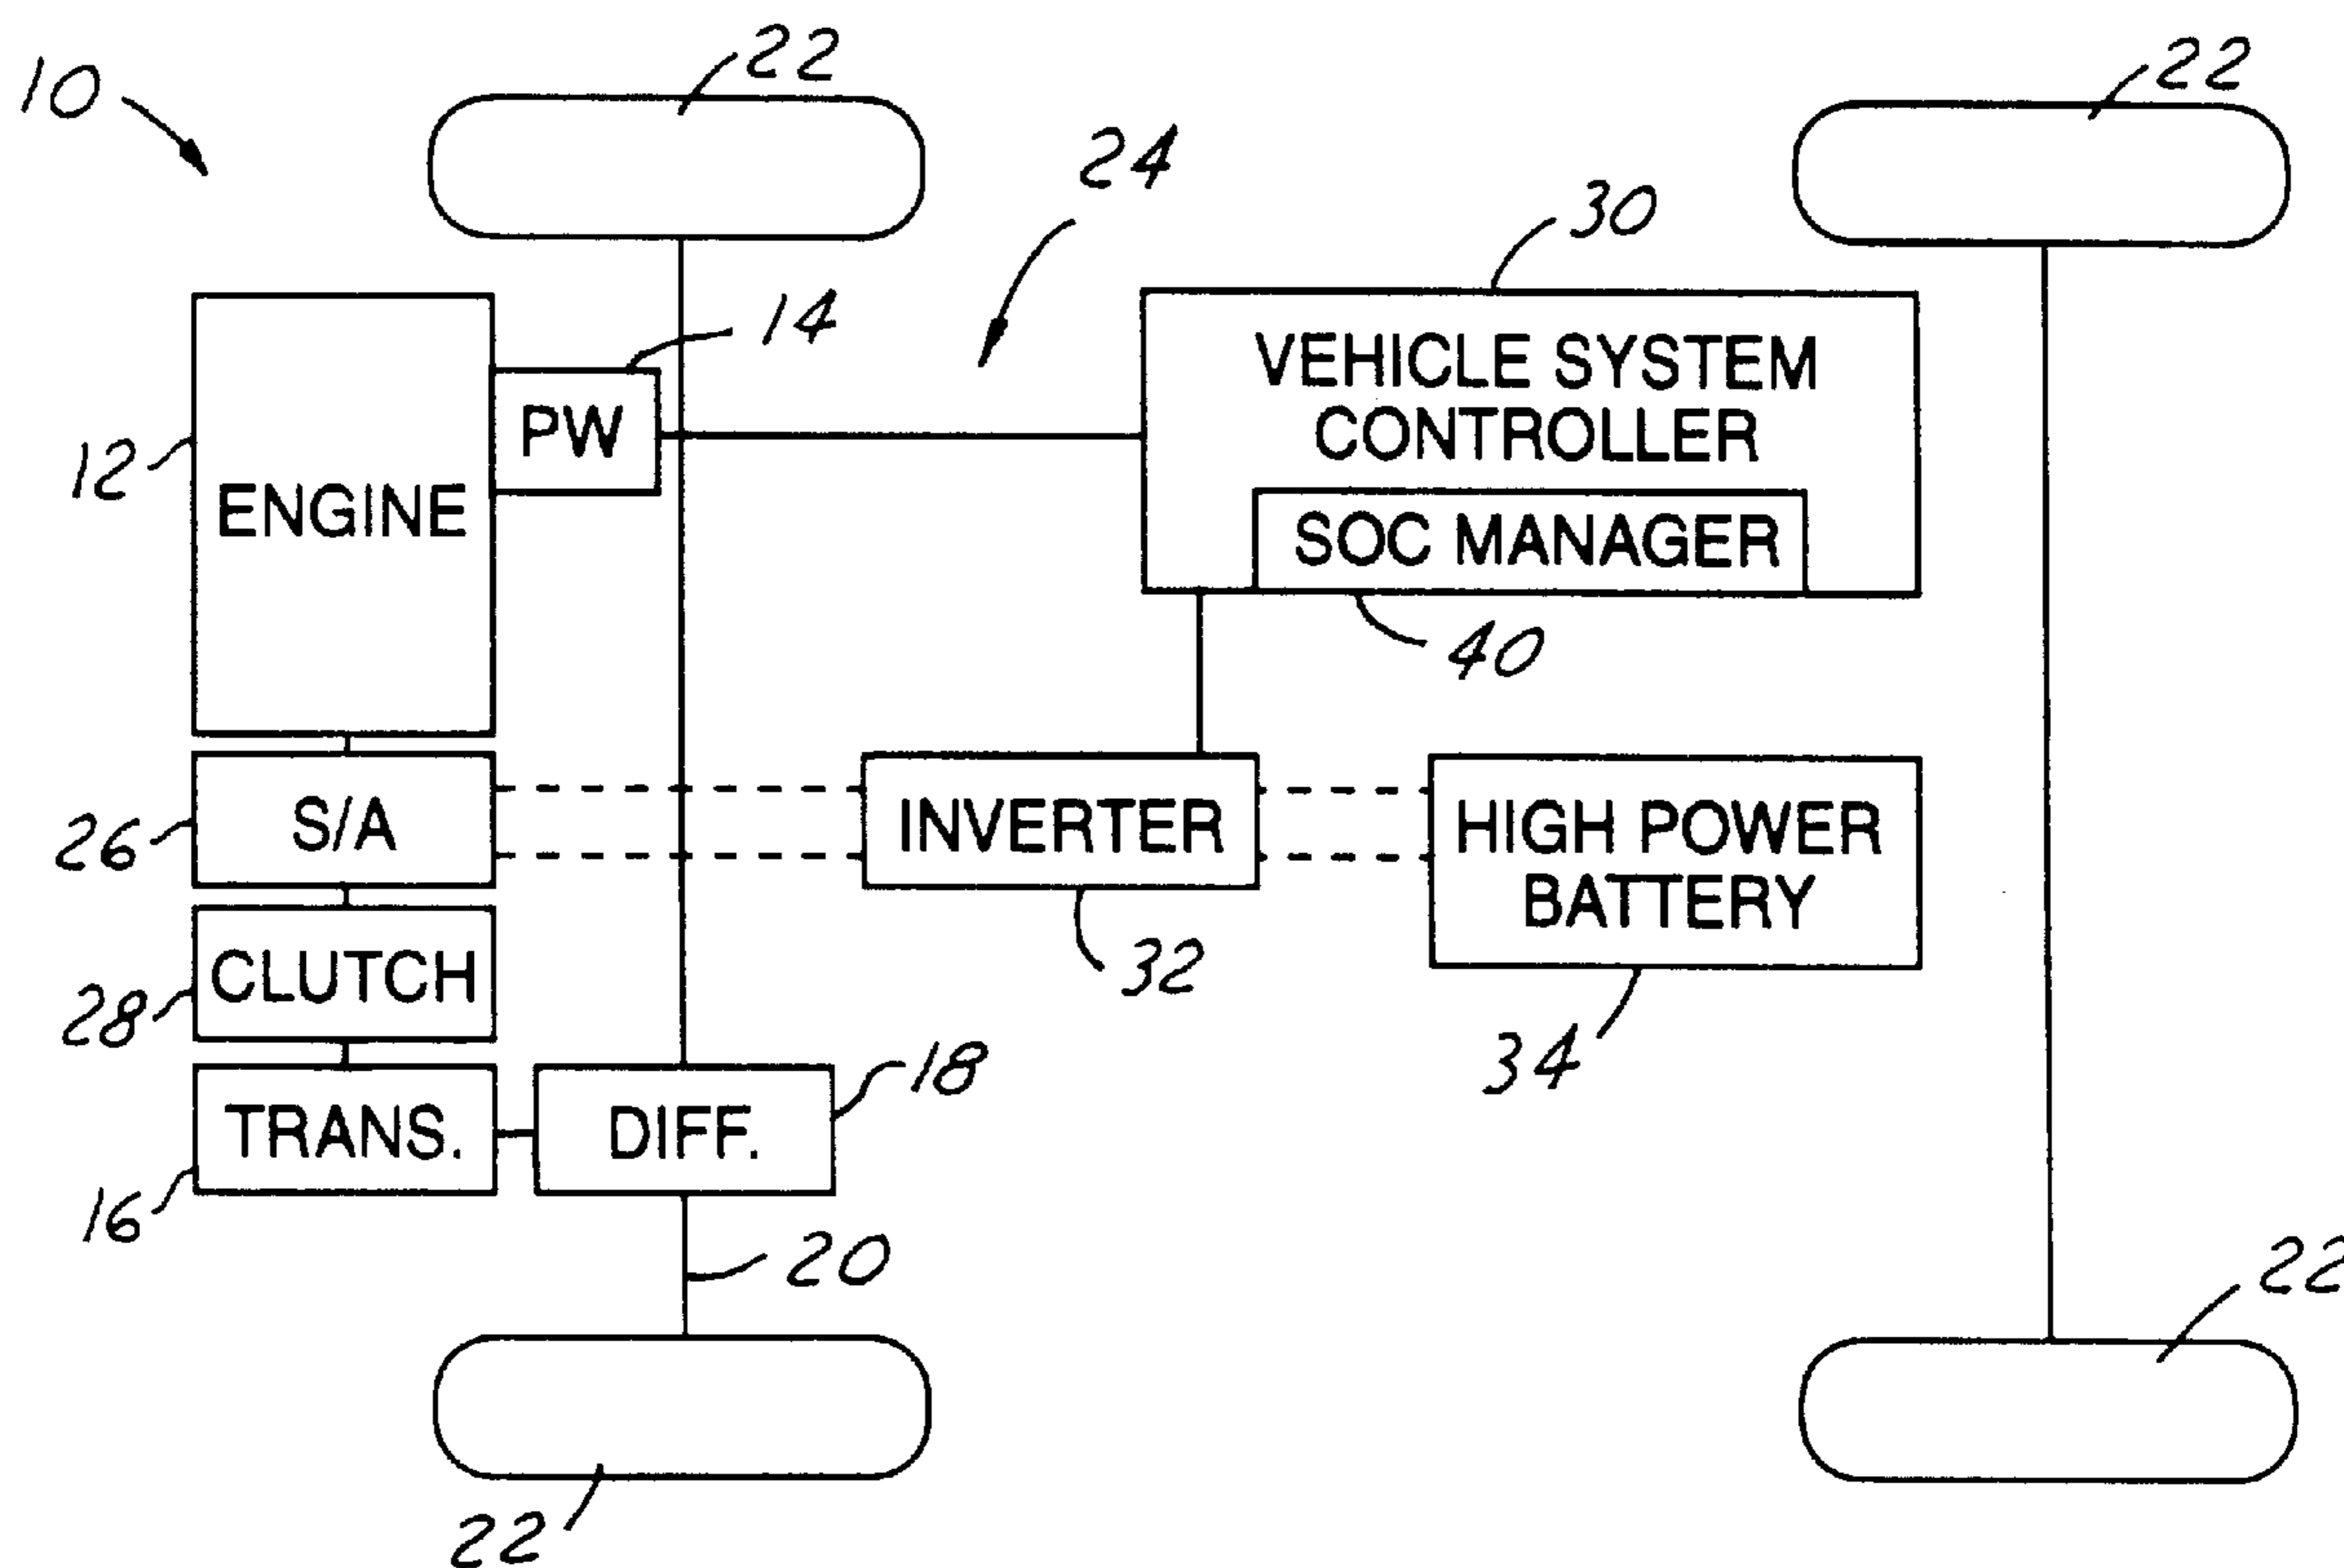 10
22
22
24
30
14
VEHICLE SYSTEM
CONTROLLER
PW
12
ENGINE
SOC MANAGER
40
26
S/A
INVERTER
HIGH POWER
BATTERY
32
28
CLUTCH
34
18
TRANS.
DIFF.
16
20
22
22